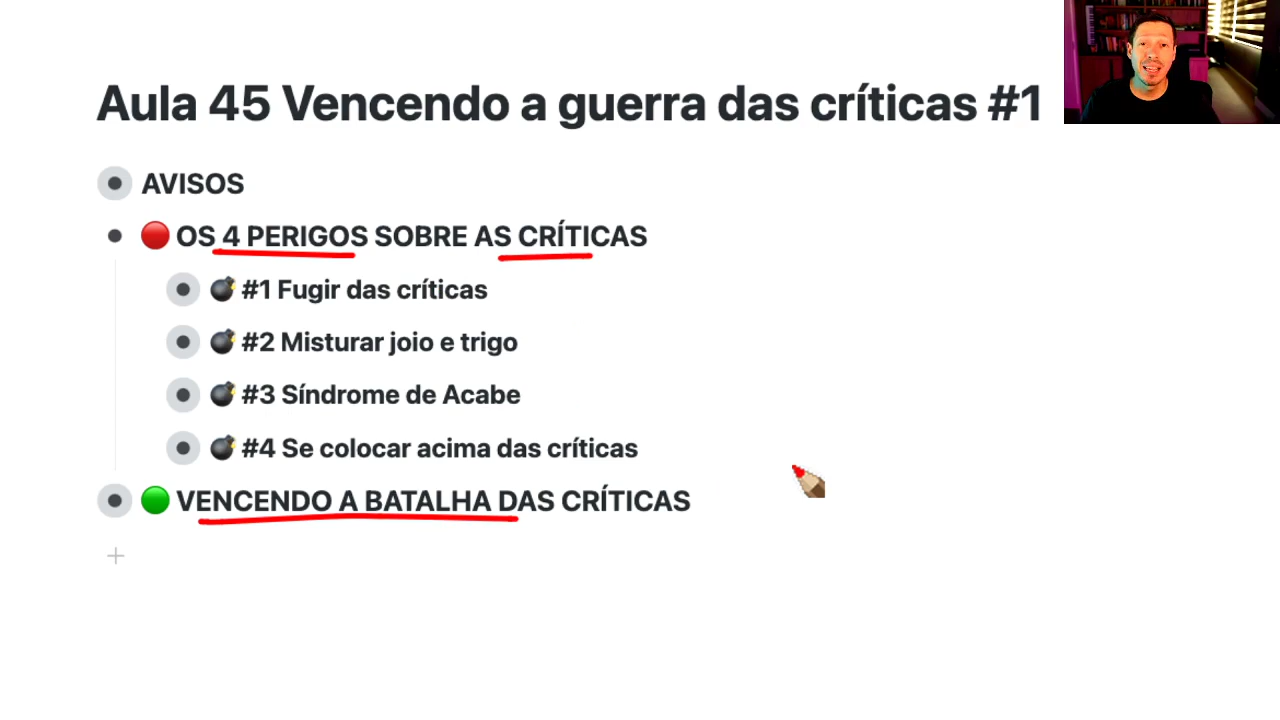 Aula 45 Vencendo a guerra das críticas #1
AVISOS
OS 4 PERIGOS SOBRE AS CRÍTICAS
#1 Fugir das críticas
#2 Misturar joio e trigo
#3 Síndrome de Acabe
#4 Se colocar acima das críticas
VENCENDO A BATALHA DAS CRÍTICAS